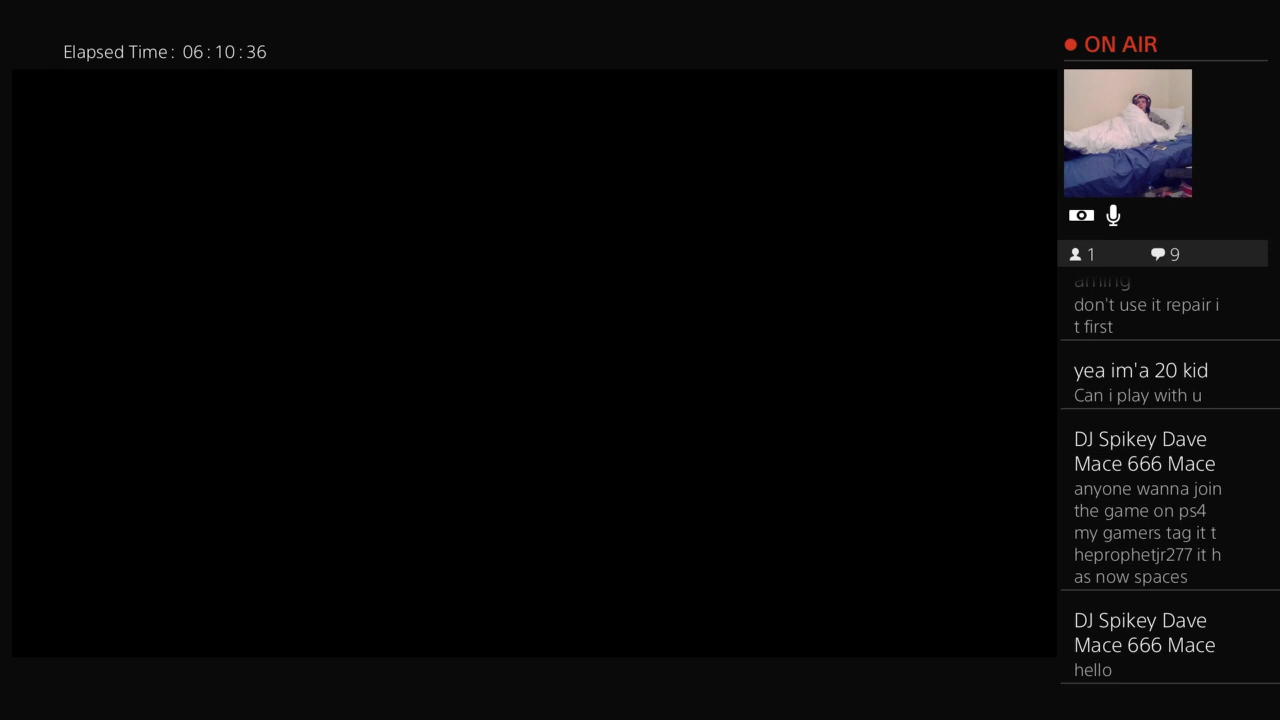 Elapsed Time: 06:10:36
ON AIR
1
9
aming
don't use it repair i
t first
yea im'a 20 kid
Can i play with u
DJ Spikey Dave
Mace 666 Mace
anyone wanna join
the game on ps4
my gamers tag it t
heprophetjr277 it h
as now spaces
DJ Spikey Dave
Mace 666 Mace
hello